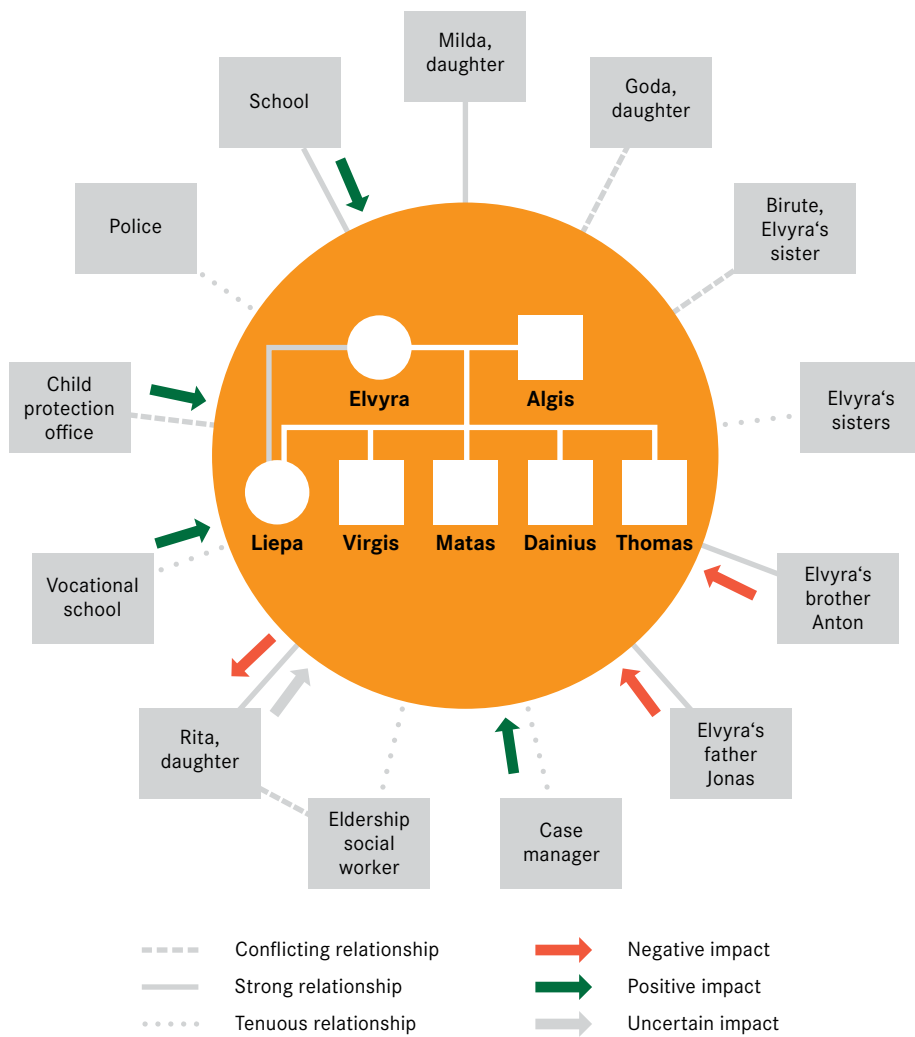 Milda,
daughter
School
Goda,
daughter
Police
Birute,
Elvyra‘s
sister
Child
protection
office
Elvyra
Algis
Elvyra‘s
sisters
Liepa
Virgis
Matas
Dainius
Thomas
Vocational
school
Elvyra‘s
brother
Anton
Rita,
daughter
Elvyra‘s
father
Jonas
Eldership
social
worker
Case
manager
Conflicting relationship
Negative impact
Strong relationship
Positive impact
Tenuous relationship
Uncertain impact